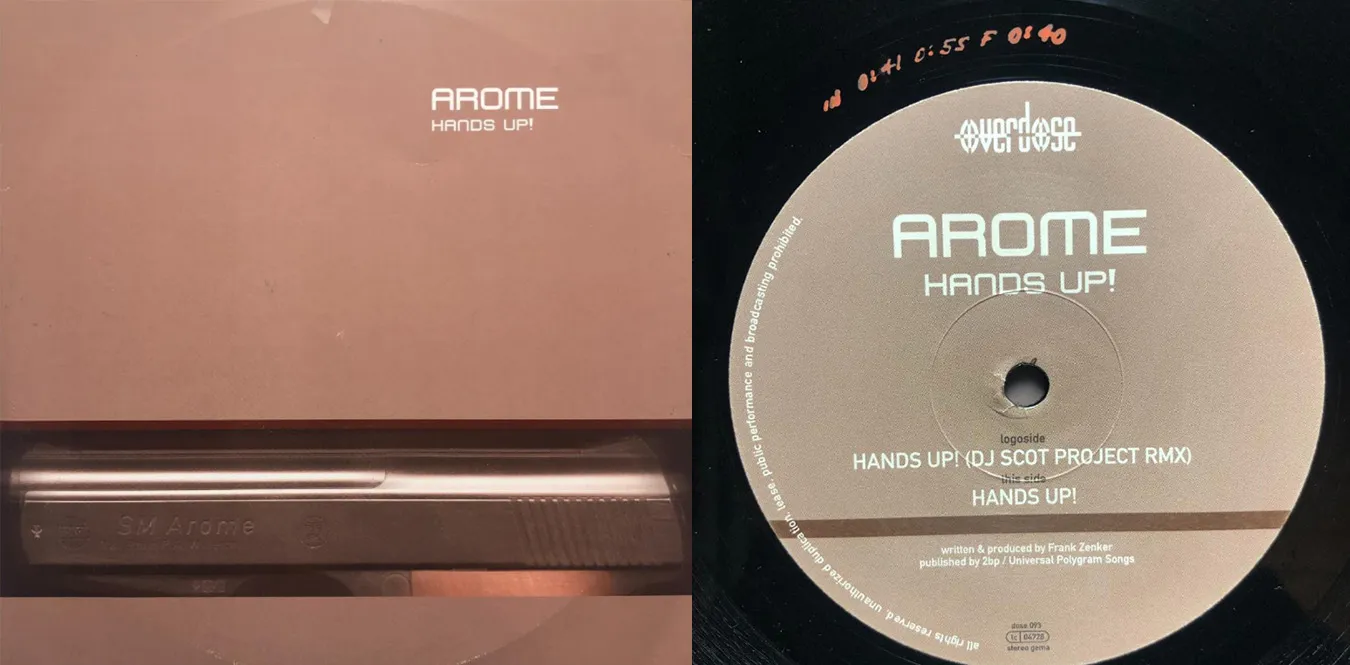 AROME
HANDS UP!
SM Arome
0:41 0:55 F 0:40
overdose
AROME
HANDS UP!
logoside
HANDS UP! (DJ SCOT PROJECT RMX)
this side
HANDS UP!
written & produced by Frank Zenker
published by 2bp / Universal Polygram Songs
all rights reserved. unauthorized duplication, lease, public performance and broadcasting prohibited.
dose 093
lc 04728
stereo gema